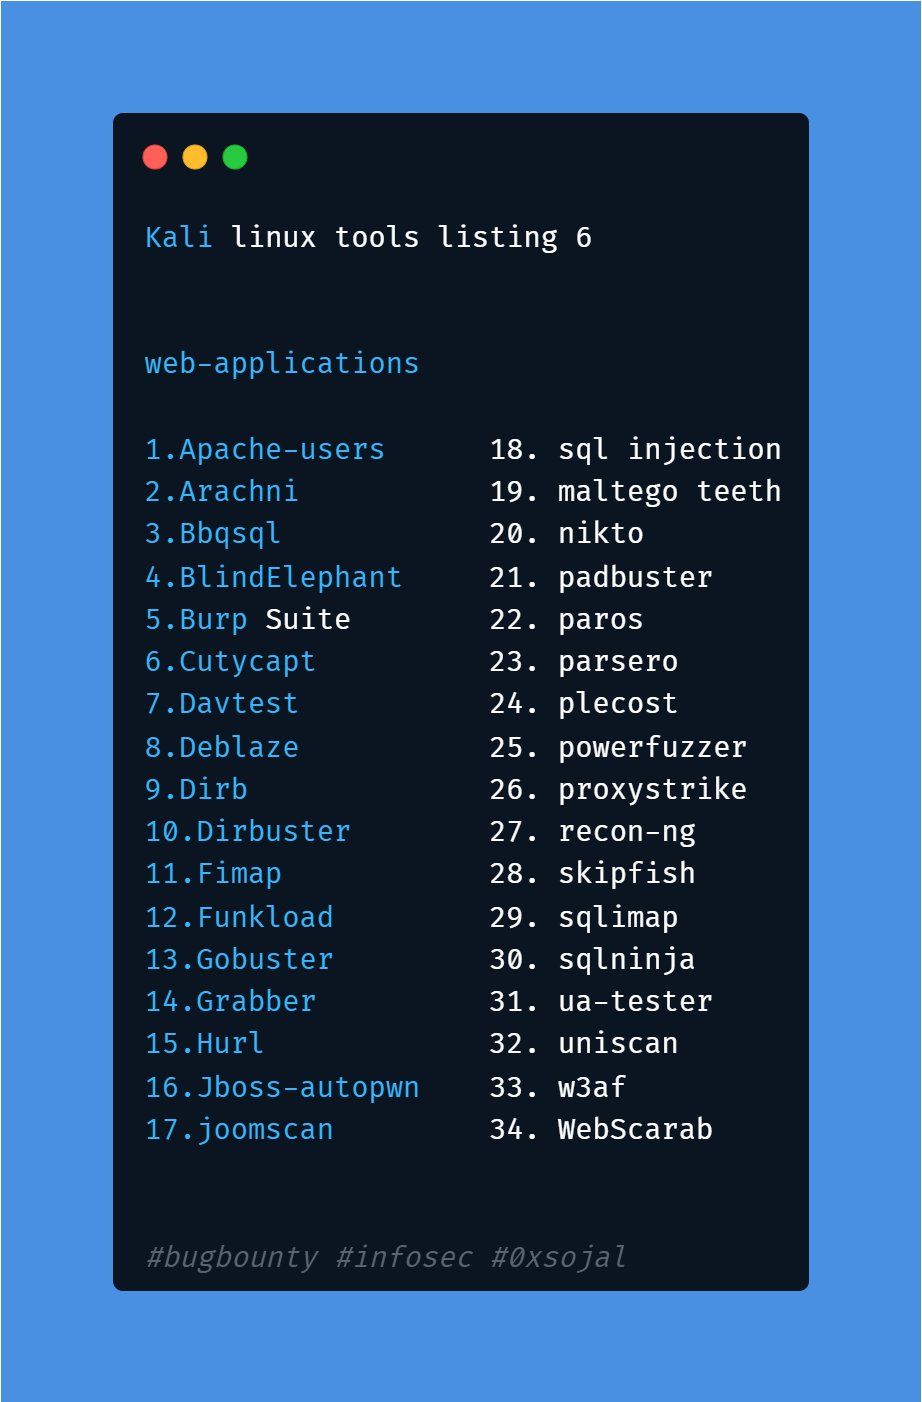 Kali linux tools listing 6
web-applications
1.Apache-users
2.Arachni
3.Bbqsql
4.BlindElephant
5.Burp Suite
6.Cutycapt
7.Davtest
8.Deblaze
9.Dirb
10.Dirbuster
11.Fimap
12.Funkload
13.Gobuster
14.Grabber
15.Hurl
16.Jboss-autopwn
17.joomscan
18. sql injection
19. maltego teeth
20. nikto
21. padbuster
22. paros
23. parsero
24. plecost
25. powerfuzzer
26. proxystrike
27. recon-ng
28. skipfish
29. sqlimap
30. sqlninja
31. ua-tester
32. uniscan
33. w3af
34. WebScarab
#bugbounty #infosec #0xsojal